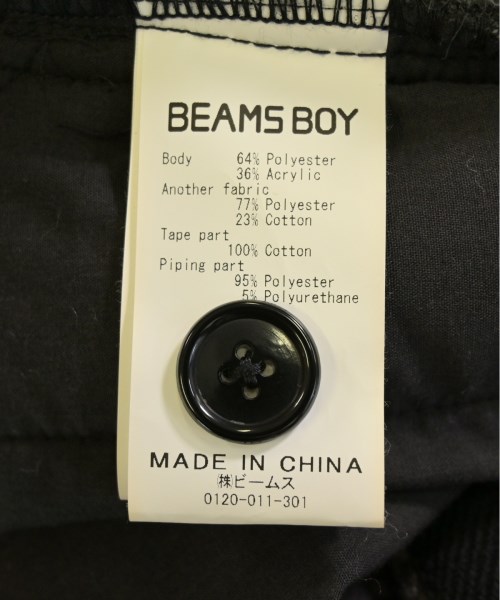 BEAMS BOY
Body 64% Polyester
36% Acrylic
Another fabric
77% Polyester
23% Cotton
Tape part
100% Cotton
Piping part
95% Polyester
5% Polyurethane
MADE IN CHINA
㈱ビームス
0120-011-301